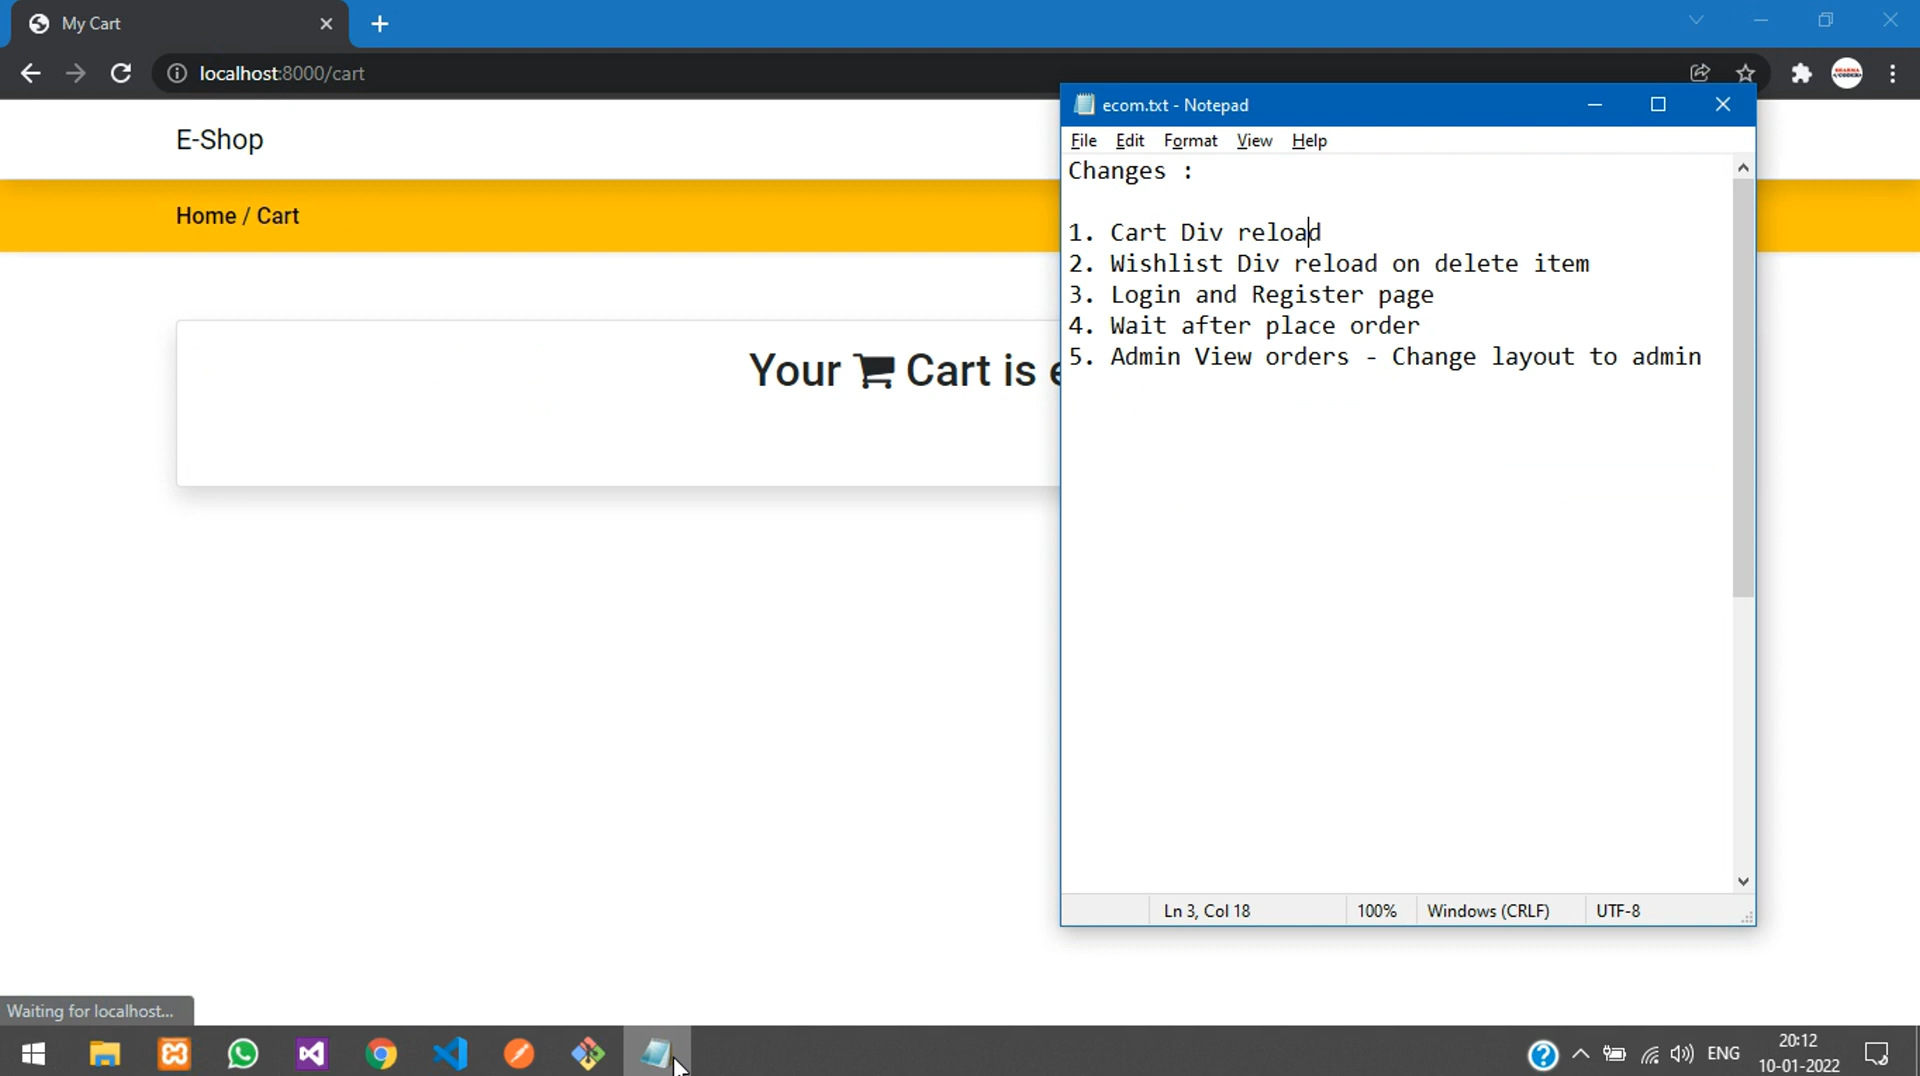 My Cart
localhost:8000/cart
E-Shop
Home / Cart
Your Cart is
ecom.txt - Notepad
File Edit Format View Help
Changes :
1. Cart Div reload
2. Wishlist Div reload on delete item
3. Login and Register page
4. Wait after place order
5. Admin View orders - Change layout to admin
Ln 3, Col 18 100% Windows (CRLF) UTF-8
Waiting for localhost...
ENG
20:12
10-01-2022